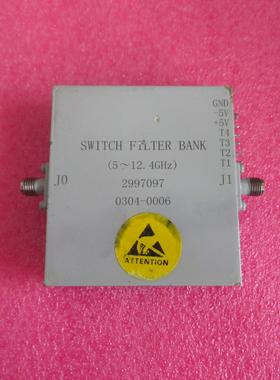 GND
-5V
+5V
T4
T3
T2
T1
SWITCH FILTER BANK
(5～12.4GHz)
J0
2997097
J1
0304-0006
ATTENTION